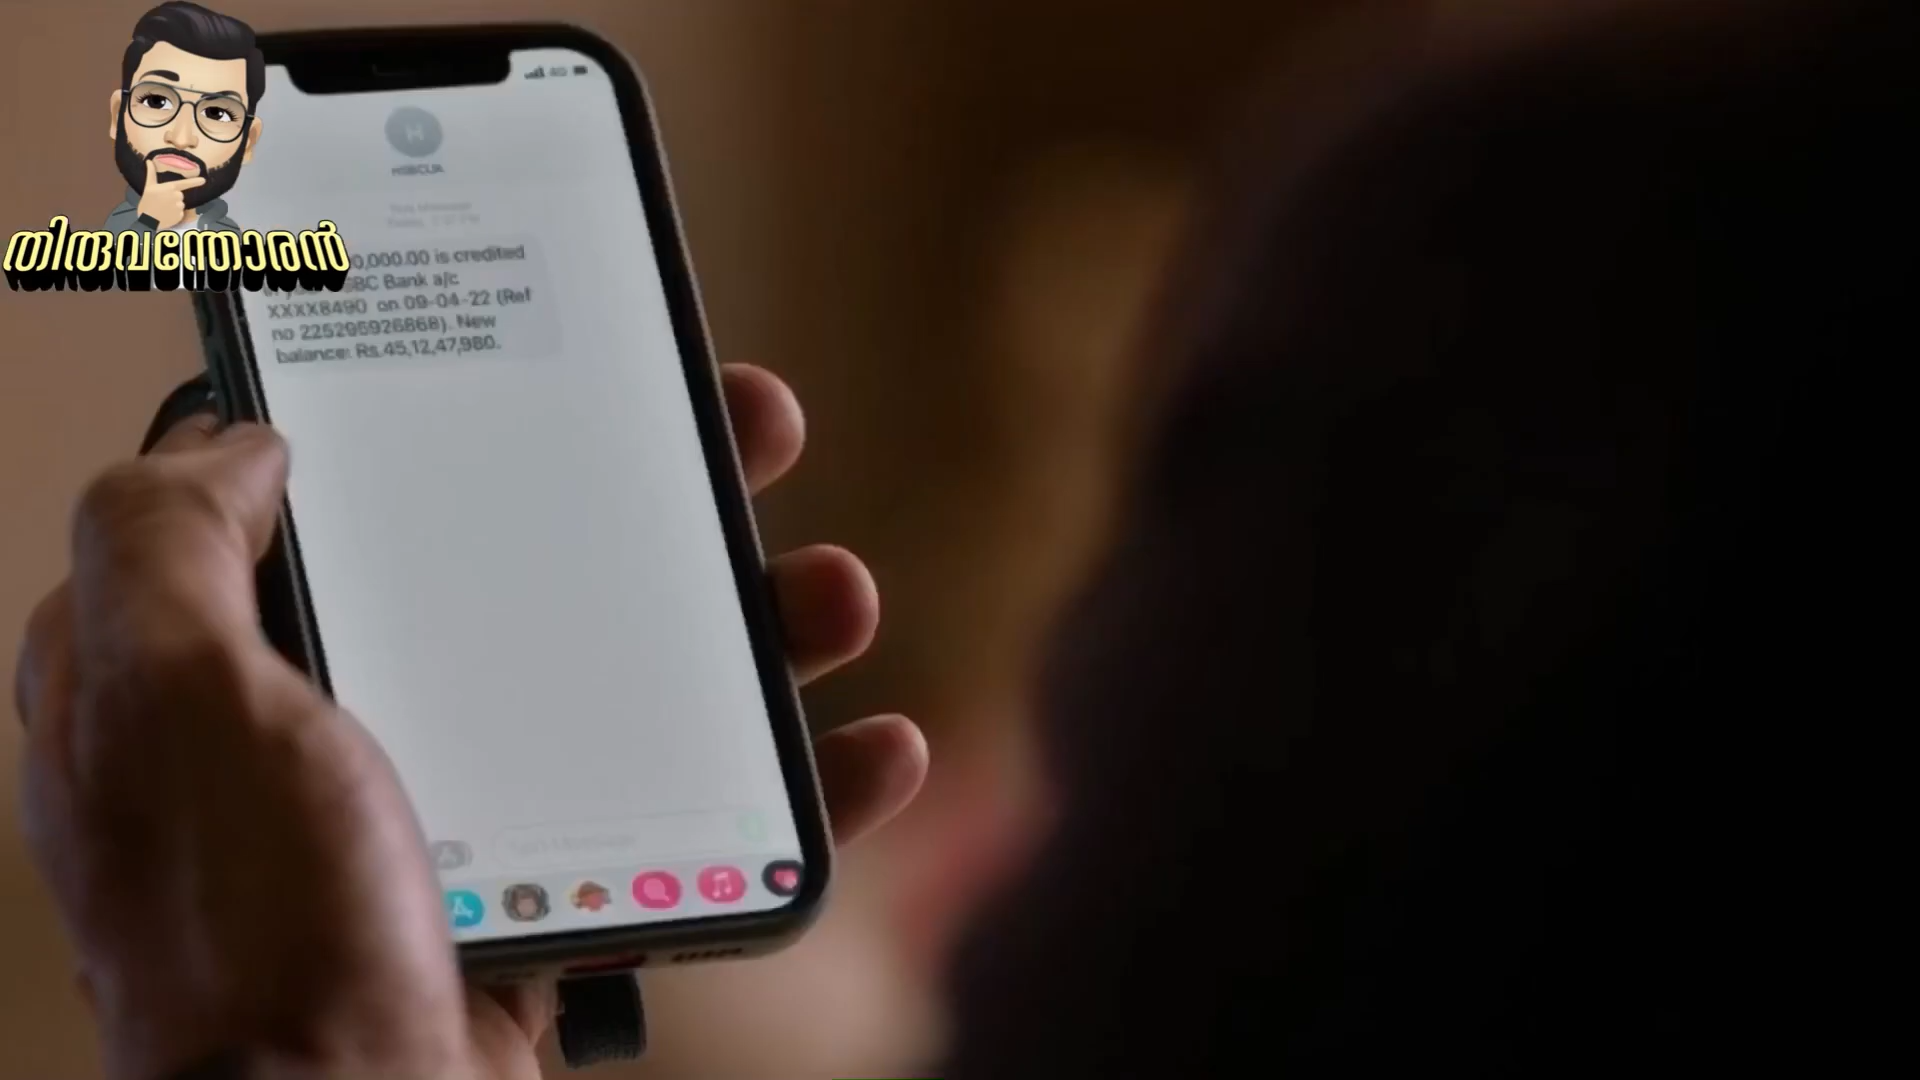 തിരുവന്തോരൻ
4G
H
0,000.00 is credited
Bank a/c
XXXX8490 on 09-04-22 (Ref
no 225295926868). New
balance: Rs.45,12,47,980.